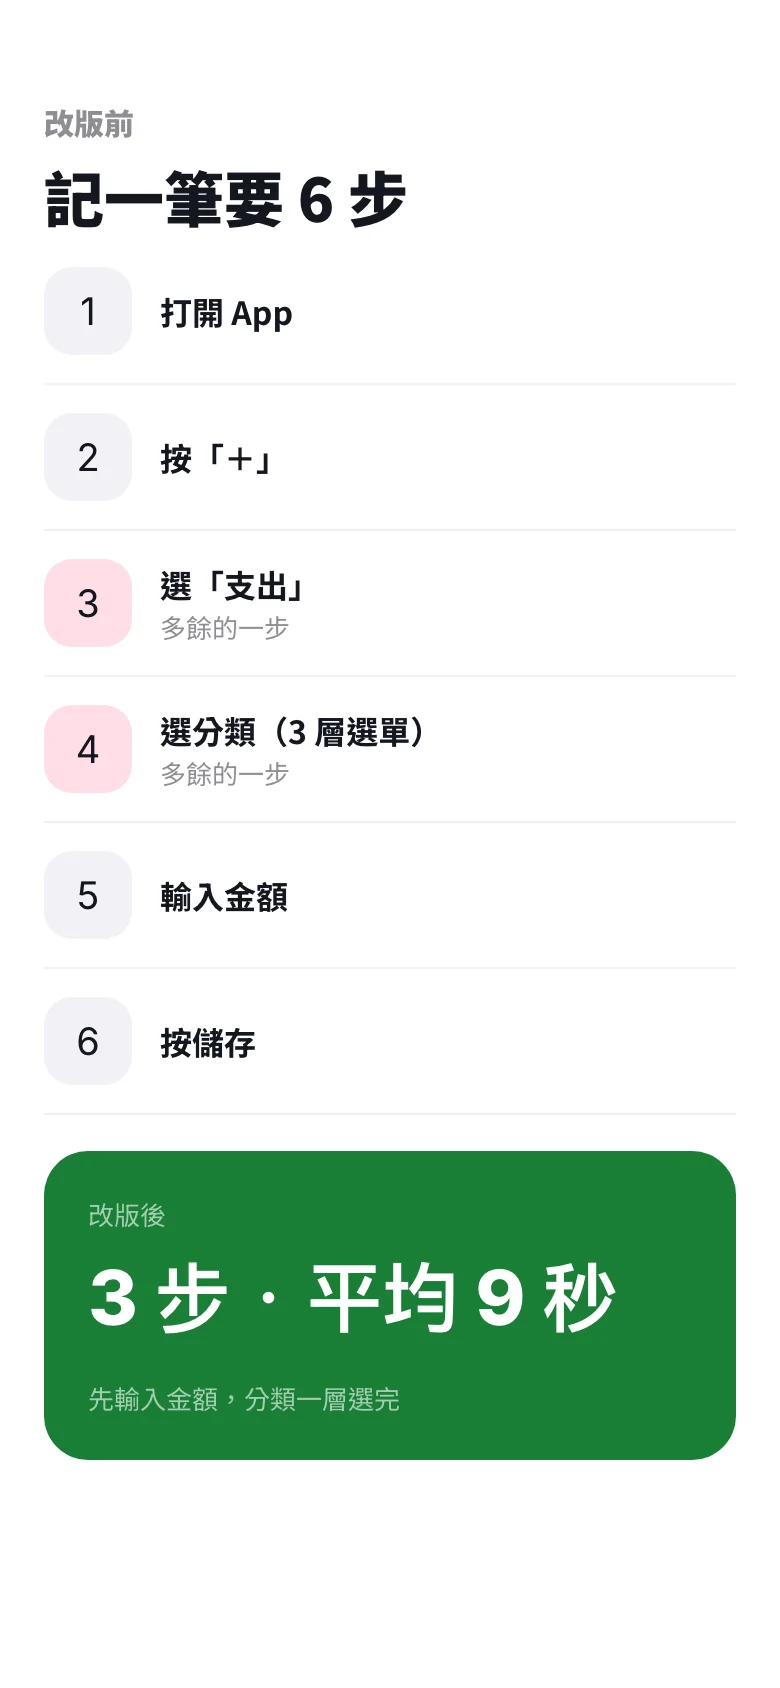 改版前
記一筆要 6 步
1
打開 App
2
按「＋」
3
選「支出」
多餘的一步
4
選分類（3 層選單）
多餘的一步
5
輸入金額
6
按儲存
改版後
3 步 · 平均 9 秒
先輸入金額，分類一層選完